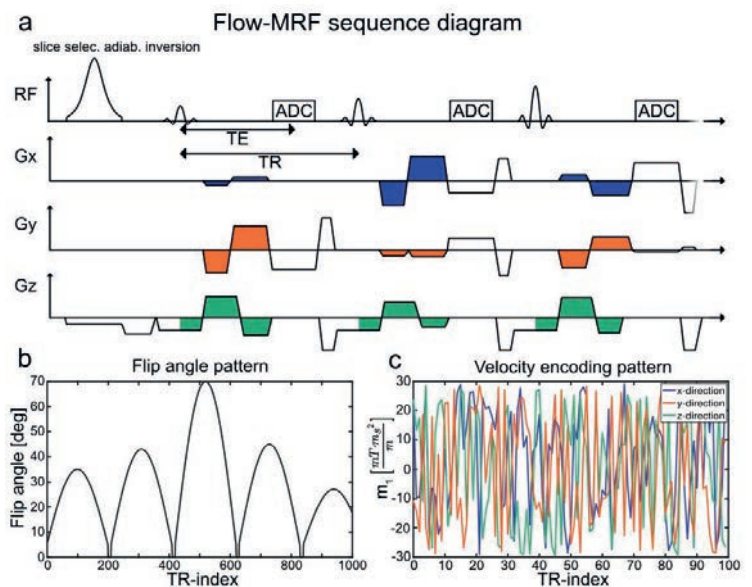 a Flow-MRF sequence diagram
slice selec. adiab. inversion
RF
ADC
ADC
ADC
TE
TR
Gx
Gy
Gz
b Flip angle pattern
Flip angle [deg]
70
60
50
40
30
20
10
0
0 200 400 600 800 1000
TR-index
c Velocity encoding pattern
m₁ [mT·ms²/m]
30
20
10
0
-10
-20
-30
x-direction
y-direction
z-direction
0 10 20 30 40 50 60 70 80 90 100
TR-index